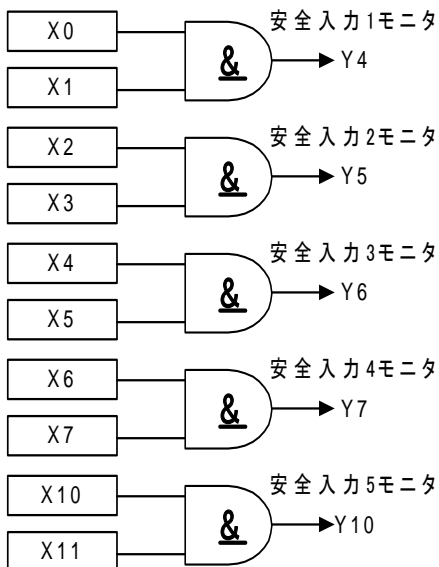 安全入力1モニタ
X0
&
Y4
X1
安全入力2モニタ
X2
&
Y5
X3
安全入力3モニタ
X4
&
Y6
X5
安全入力4モニタ
X6
&
Y7
X7
安全入力5モニタ
X10
&
Y10
X11